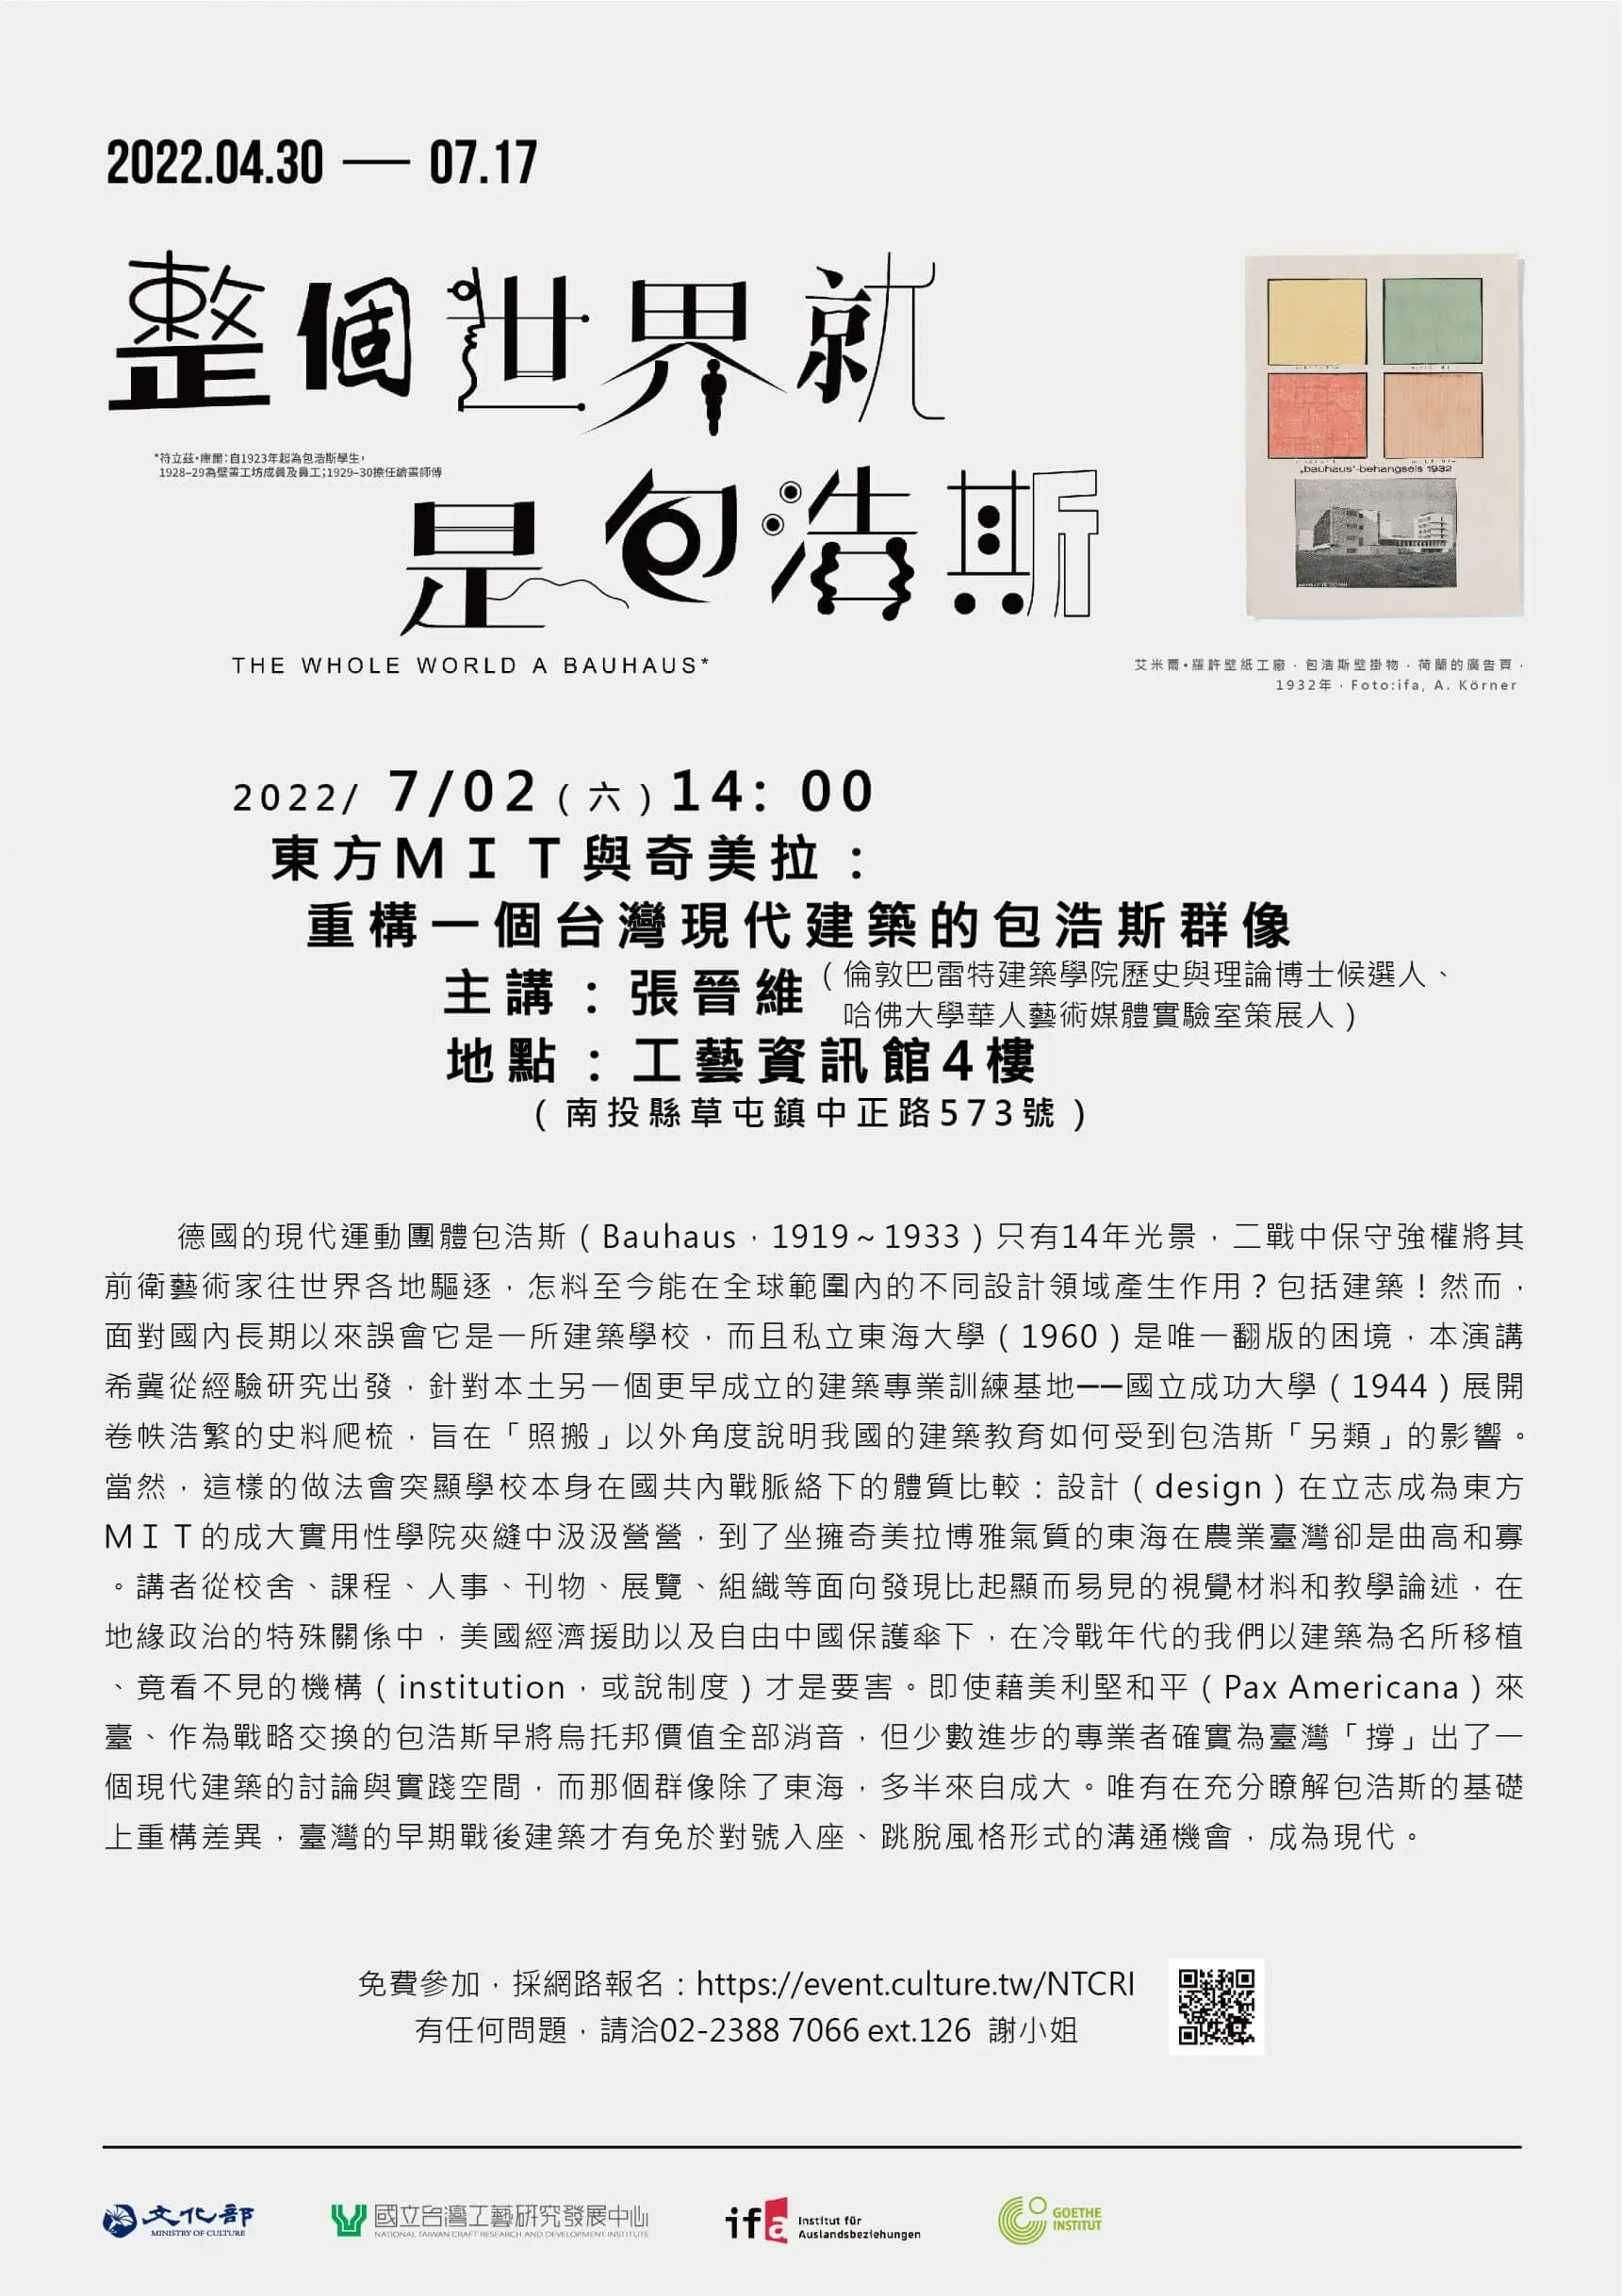 2022.04.30 — 07.17
整個世界就
*符立茲・庫爾:自1923年起為包浩斯學生,
1928–29為壁畫工坊成員及員工;1929–30擔任繪畫師傅
是包浩斯
THE WHOLE WORLD A BAUHAUS*
„bauhaus"-behangsels 1932
艾米爾・羅許壁紙工廠,包浩斯壁掛物,荷蘭的廣告頁,
1932年,Foto:ifa, A. Körner
2022/ 7/02(六)14:00
東方MIT與奇美拉:
重構一個台灣現代建築的包浩斯群像
主講:張晉維(倫敦巴雷特建築學院歷史與理論博士候選人、
哈佛大學華人藝術媒體實驗室策展人)
地點:工藝資訊館4樓
(南投縣草屯鎮中正路573號)
德國的現代運動團體包浩斯(Bauhaus,1919~1933)只有14年光景,二戰中保守強權將其
前衛藝術家往世界各地驅逐,怎料至今能在全球範圍內的不同設計領域產生作用?包括建築!然而,
面對國內長期以來誤會它是一所建築學校,而且私立東海大學(1960)是唯一翻版的困境,本演講
希冀從經驗研究出發,針對本土另一個更早成立的建築專業訓練基地──國立成功大學(1944)展開
卷帙浩繁的史料爬梳,旨在「照搬」以外角度說明我國的建築教育如何受到包浩斯「另類」的影響。
當然,這樣的做法會突顯學校本身在國共內戰脈絡下的體質比較:設計(design)在立志成為東方
MIT的成大實用性學院夾縫中汲汲營營,到了坐擁奇美拉博雅氣質的東海在農業臺灣卻是曲高和寡
。講者從校舍、課程、人事、刊物、展覽、組織等面向發現比起顯而易見的視覺材料和教學論述,在
地緣政治的特殊關係中,美國經濟援助以及自由中國保護傘下,在冷戰年代的我們以建築為名所移植
、竟看不見的機構(institution,或說制度)才是要害。即使藉美利堅和平(Pax Americana)來
臺、作為戰略交換的包浩斯早將烏托邦價值全部消音,但少數進步的專業者確實為臺灣「撐」出了一
個現代建築的討論與實踐空間,而那個群像除了東海,多半來自成大。唯有在充分瞭解包浩斯的基礎
上重構差異,臺灣的早期戰後建築才有免於對號入座、跳脫風格形式的溝通機會,成為現代。
免費參加,採網路報名:https://event.culture.tw/NTCRI
有任何問題,請洽02-2388 7066 ext.126 謝小姐
文化部
MINISTRY OF CULTURE
國立台灣工藝研究發展中心
NATIONAL TAIWAN CRAFT RESEARCH AND DEVELOPMENT INSTITUTE
ifa Institut für
Auslandsbeziehungen
GOETHE
INSTITUT